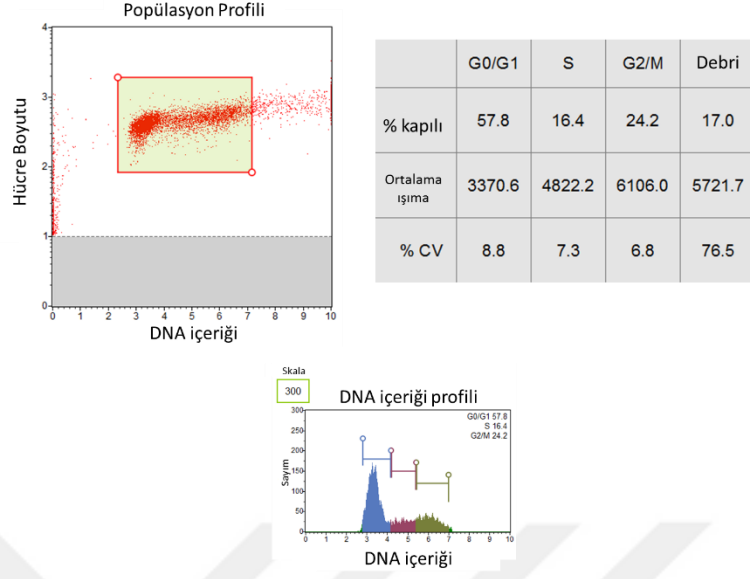 Popülasyon Profili
Hücre Boyutu
4
3
2
1
0
0 1 2 3 4 5 6 7 8 9 10
DNA içeriği
G0/G1 S G2/M Debri
% kapılı 57.8 16.4 24.2 17.0
Ortalama
ışıma 3370.6 4822.2 6106.0 5721.7
% CV 8.8 7.3 6.8 76.5
Skala
300
DNA içeriği profili
G0/G1 57.8
S 16.4
G2/M 24.2
Sayım
300
250
200
150
100
50
0
0 1 2 3 4 5 6 7 8 9 10
DNA içeriği